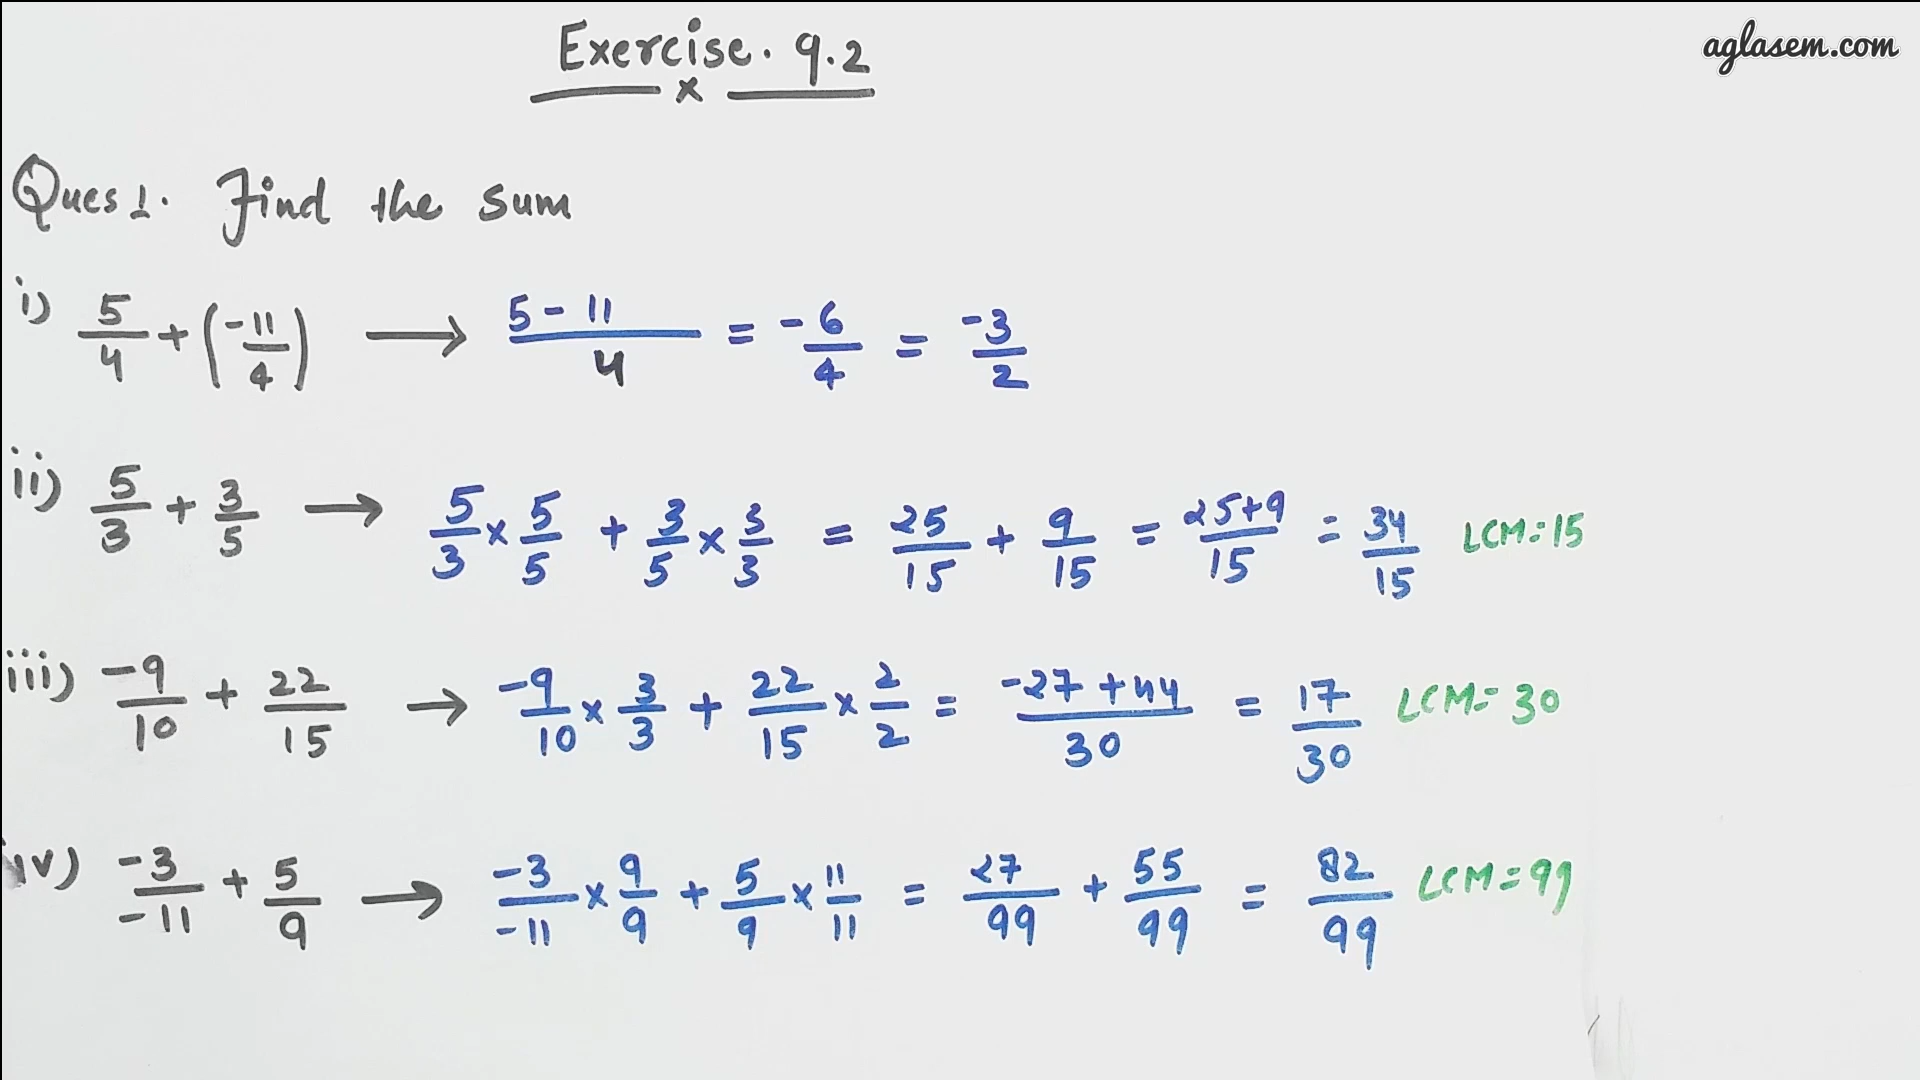 Exercise. 9.2
x
aglasem.com
Ques 1. Find the sum
i) 5/4 + (-11/4) → 5-11/4 = -6/4 = -3/2
ii) 5/3 + 3/5 → 5/3 × 5/5 + 3/5 × 3/3 = 25/15 + 9/15 = 25+9/15 = 34/15 LCM=15
iii) -9/10 + 22/15 → -9/10 × 3/3 + 22/15 × 2/2 = -27+44/30 = 17/30 LCM=30
iv) -3/-11 + 5/9 → -3/-11 × 9/9 + 5/9 × 11/11 = 27/99 + 55/99 = 82/99 LCM=99